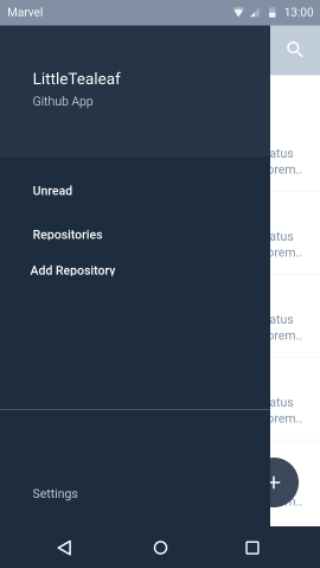 Marvel 13:00
LittleTealeaf
Github App
Unread
Repositories
Add Repository
Settings
atus
orem..
atus
orem..
atus
orem..
atus
orem..